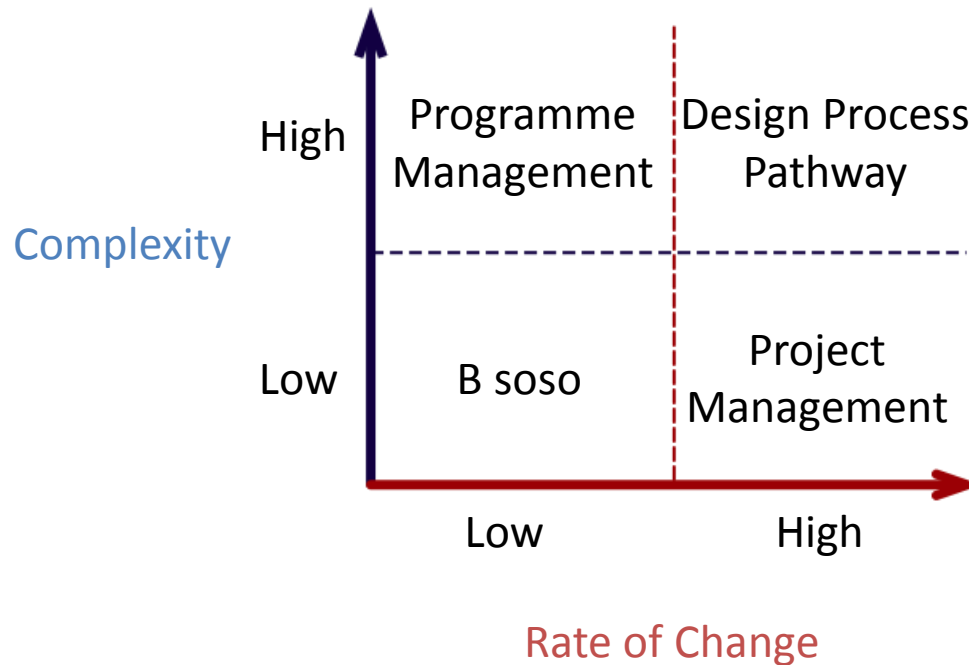 High
Programme
Management
Design Process
Pathway
Complexity
Low
B soso
Project
Management
Low
High
Rate of Change